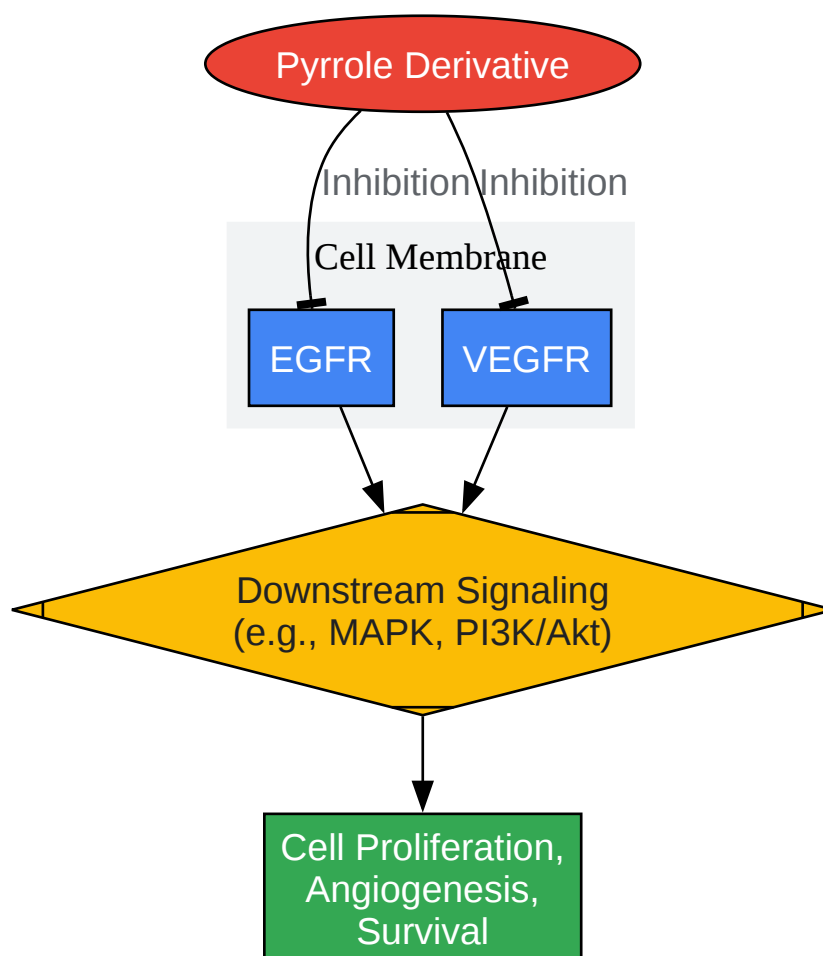 Pyrrole Derivative
Inhibition Inhibition
Cell Membrane
EGFR VEGFR
Downstream Signaling
(e.g., MAPK, PI3K/Akt)
Cell Proliferation,
Angiogenesis,
Survival